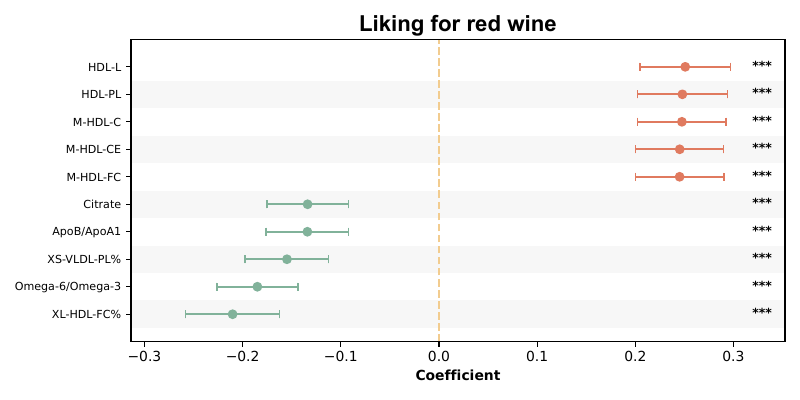 Liking for red wine
HDL-L ***
HDL-PL ***
M-HDL-C ***
M-HDL-CE ***
M-HDL-FC ***
Citrate ***
ApoB/ApoA1 ***
XS-VLDL-PL% ***
Omega-6/Omega-3 ***
XL-HDL-FC% ***
−0.3 −0.2 −0.1 0.0 0.1 0.2 0.3
Coefficient